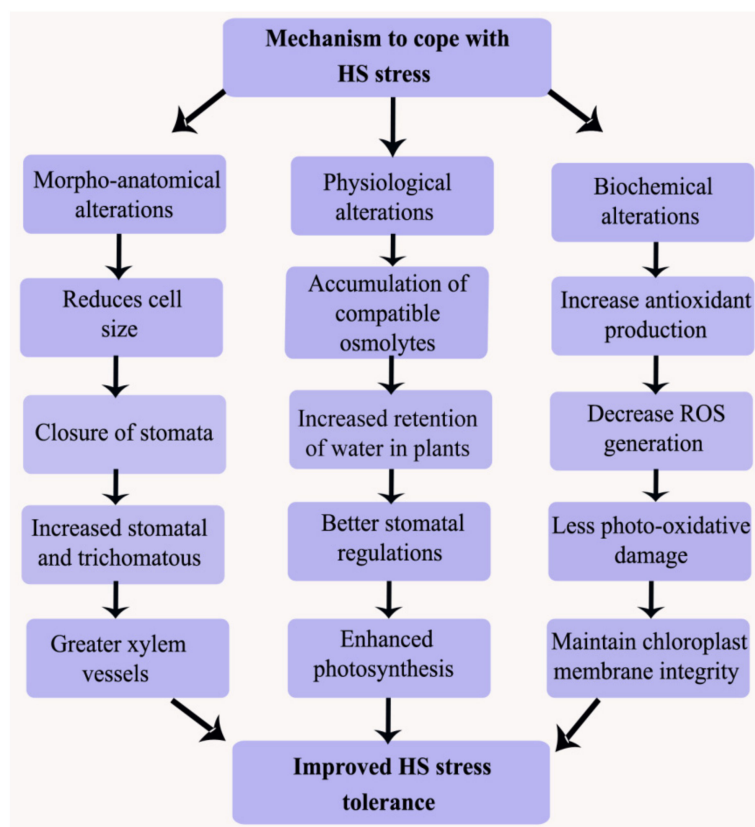 Mechanism to cope with
HS stress
Morpho-anatomical
alterations
Reduces cell
size
Closure of stomata
Increased stomatal
and trichomatous
Greater xylem
vessels
Physiological
alterations
Accumulation of
compatible
osmolytes
Increased retention
of water in plants
Better stomatal
regulations
Enhanced
photosynthesis
Biochemical
alterations
Increase antioxidant
production
Decrease ROS
generation
Less photo-oxidative
damage
Maintain chloroplast
membrane integrity
Improved HS stress
tolerance